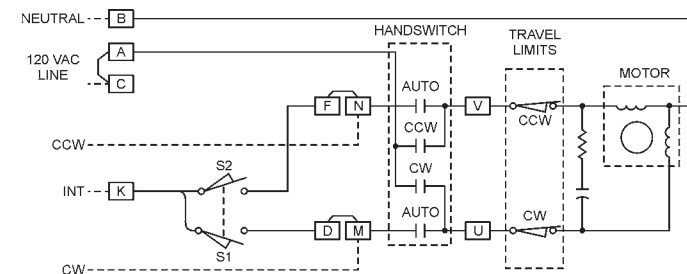 NEUTRAL B
HANDSWITCH
TRAVEL
LIMITS
MOTOR
A
120 VAC
LINE
C
AUTO
F N V
CCW
CCW
CCW
S2
CW
INT K
AUTO
CW
D M U
S1
CW